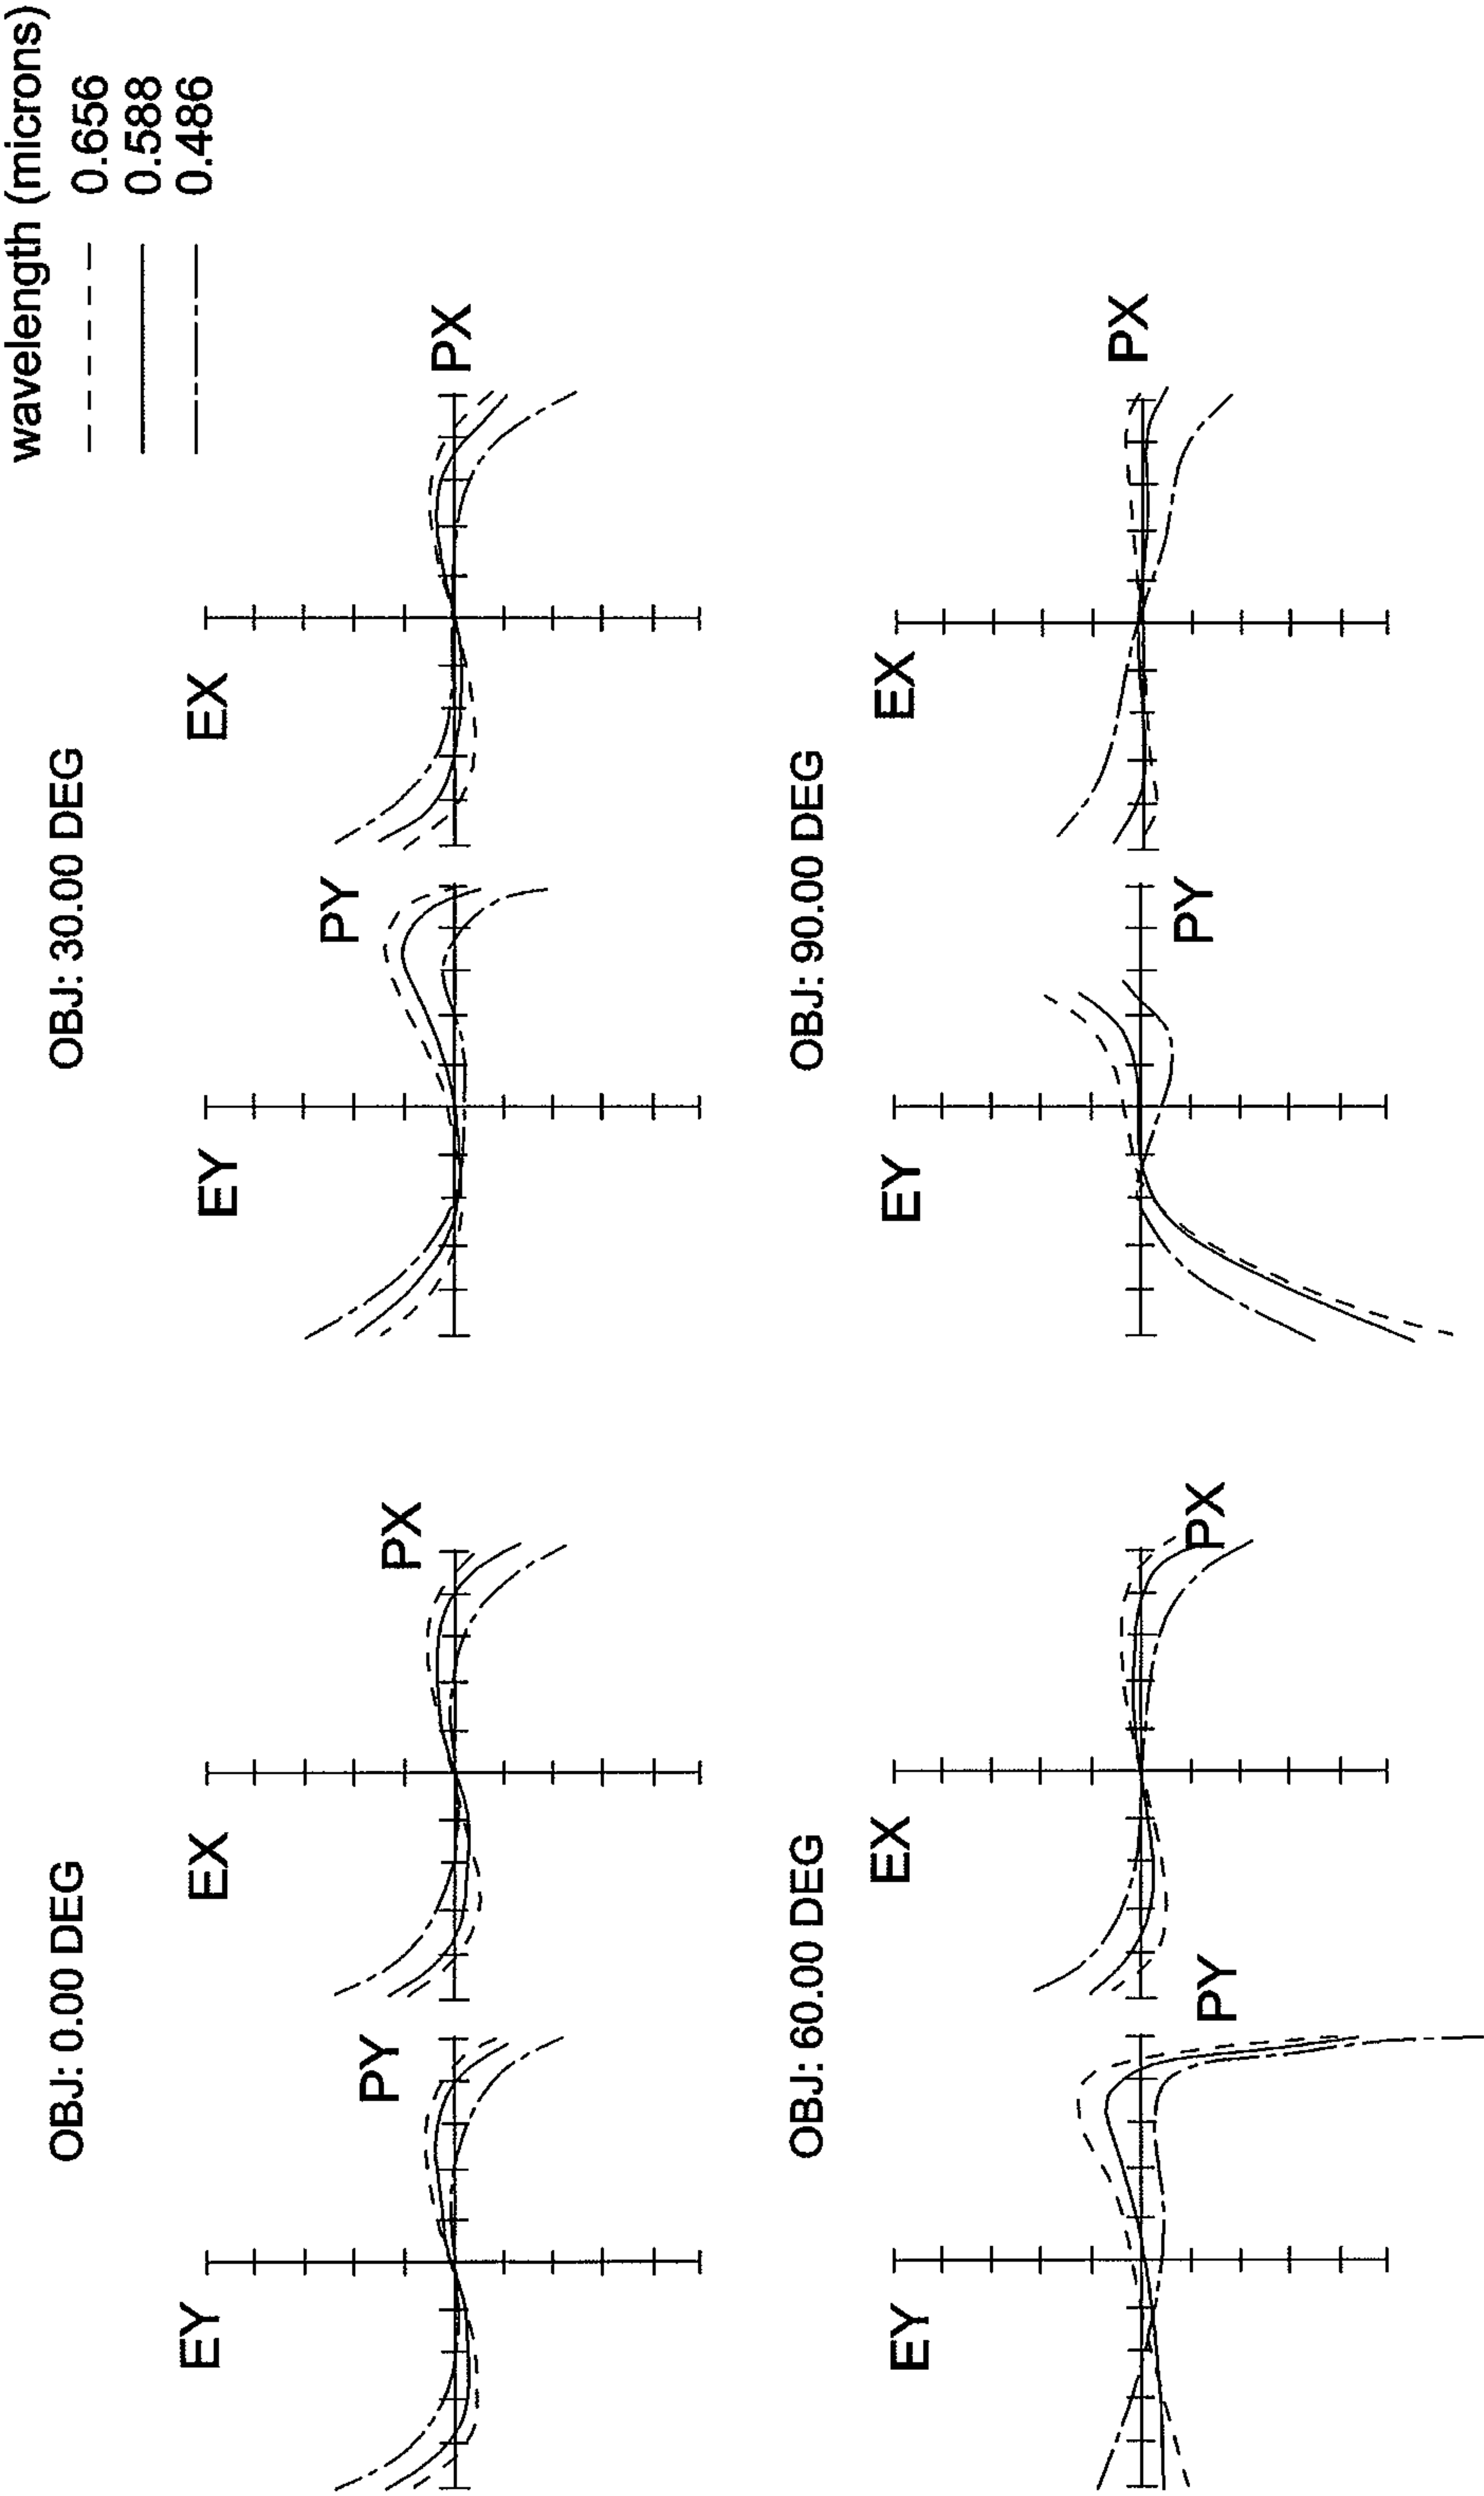 wavelength (microns)
0.656
0.588
0.486
OBJ: 0.00 DEG
EY
PY
EX
PX
OBJ: 30.00 DEG
EY
PY
EX
PX
OBJ: 60.00 DEG
EY
PY
EX
PX
OBJ: 90.00 DEG
EY
PY
EX
PX